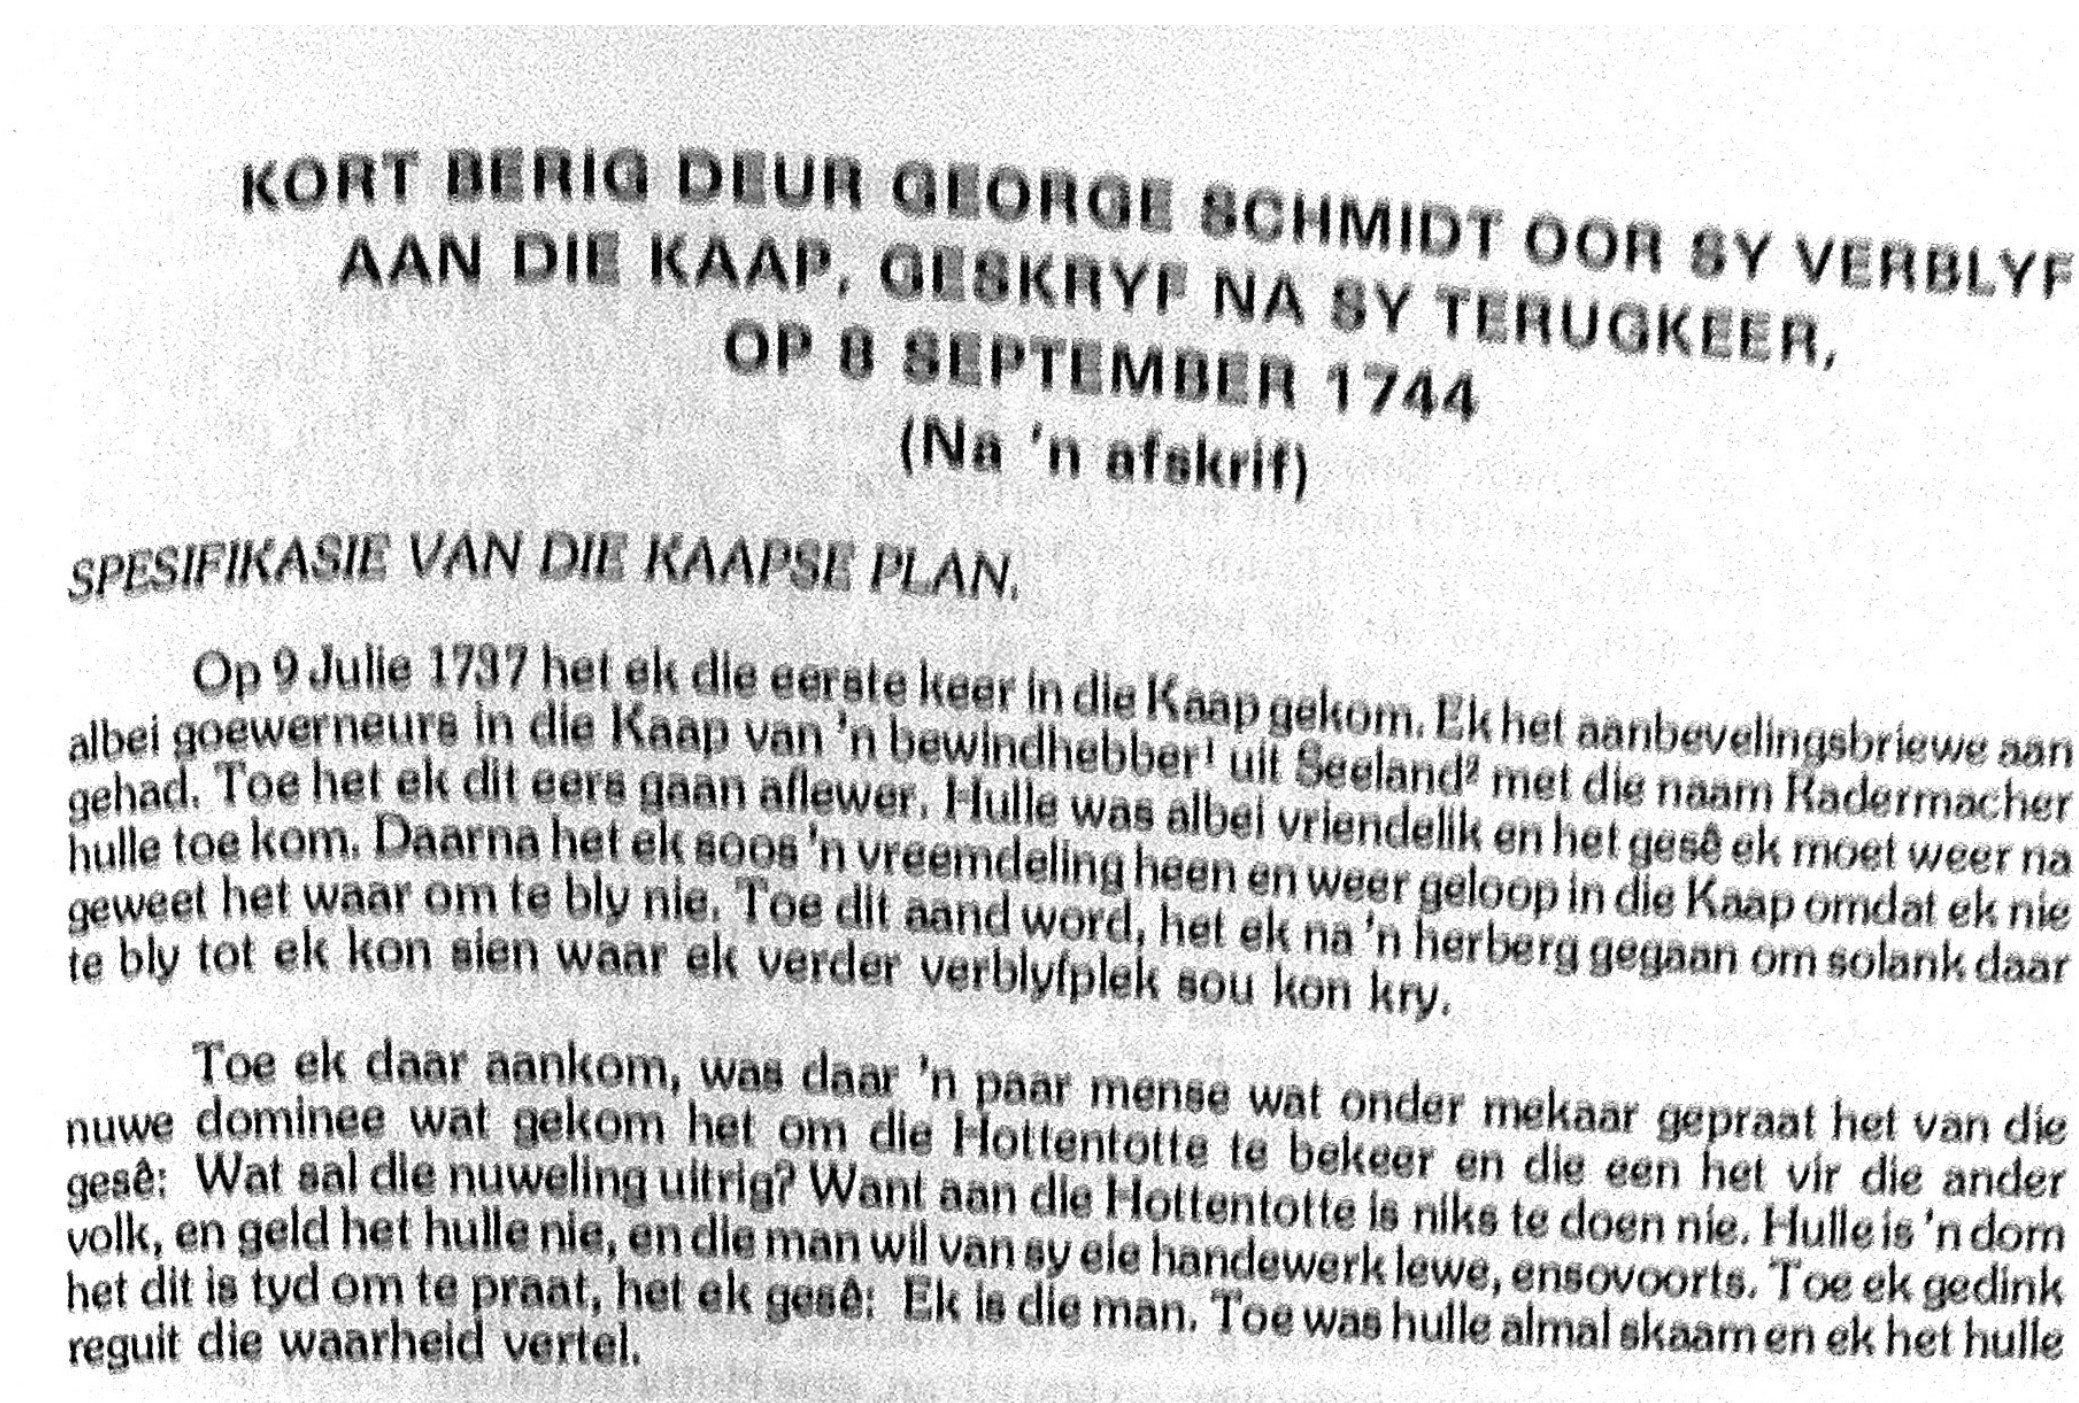 KORT BERIG DEUR GEORGE SCHMIDT OOR SY VERBLYF
AAN DIE KAAP, GESKRYF NA SY TERUGKEER,
OP 8 SEPTEMBER 1744
(Na 'n afskrif)
SPESIFIKASIE VAN DIE KAAPSE PLAN.
Op 9 Julie 1737 het ek die eerste keer in die Kaap gekom. Ek het aanbevelingsbriewe aan
albei goewerneurs in die Kaap van 'n bewindhebber¹ uit Seeland² met die naam Radermacher
gehad. Toe het ek dit eers gaan aflewer. Hulle was albei vriendelik en het gesê ek moet weer na
hulle toe kom. Daarna het ek soos 'n vreemdeling heen en weer geloop in die Kaap omdat ek nie
geweet het waar om te bly nie. Toe dit aand word, het ek na 'n herberg gegaan om solank daar
te bly tot ek kon sien waar ek verder verblyfplek sou kon kry.
Toe ek daar aankom, was daar 'n paar mense wat onder mekaar gepraat het van die
nuwe dominee wat gekom het om die Hottentotte te bekeer en die een het vir die ander
gesê: Wat sal die nuweling uitrig? Want aan die Hottentotte is niks te doen nie. Hulle is 'n dom
volk, en geld het hulle nie, en die man wil van sy eie handewerk lewe, ensovoorts. Toe ek gedink
het dit is tyd om te praat, het ek gesê: Ek is die man. Toe was hulle almal skaam en ek het hulle
reguit die waarheid vertel.